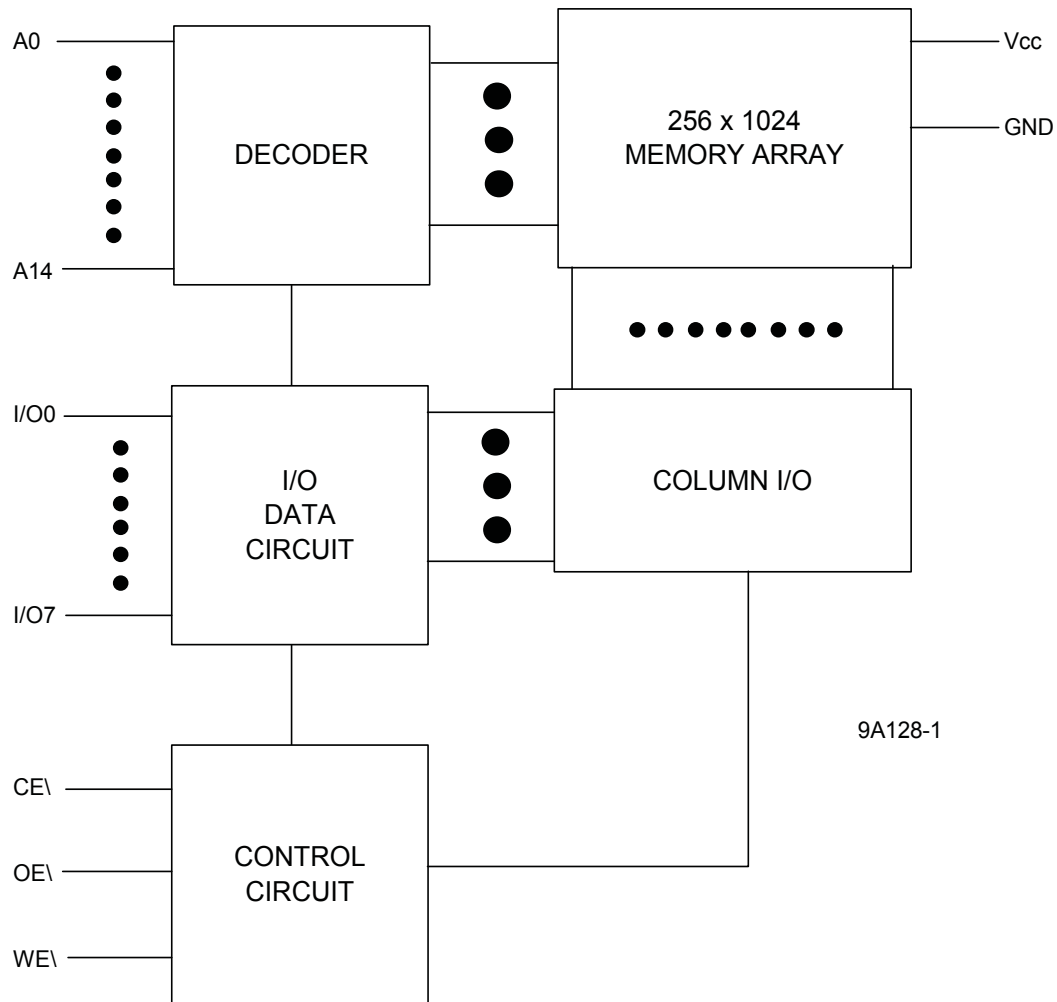 A0
DECODER
256 x 1024
MEMORY ARRAY
Vcc
GND
A14
I/O0
I/O
DATA
CIRCUIT
COLUMN I/O
I/O7
9A128-1
CE\
OE\
WE\
CONTROL
CIRCUIT